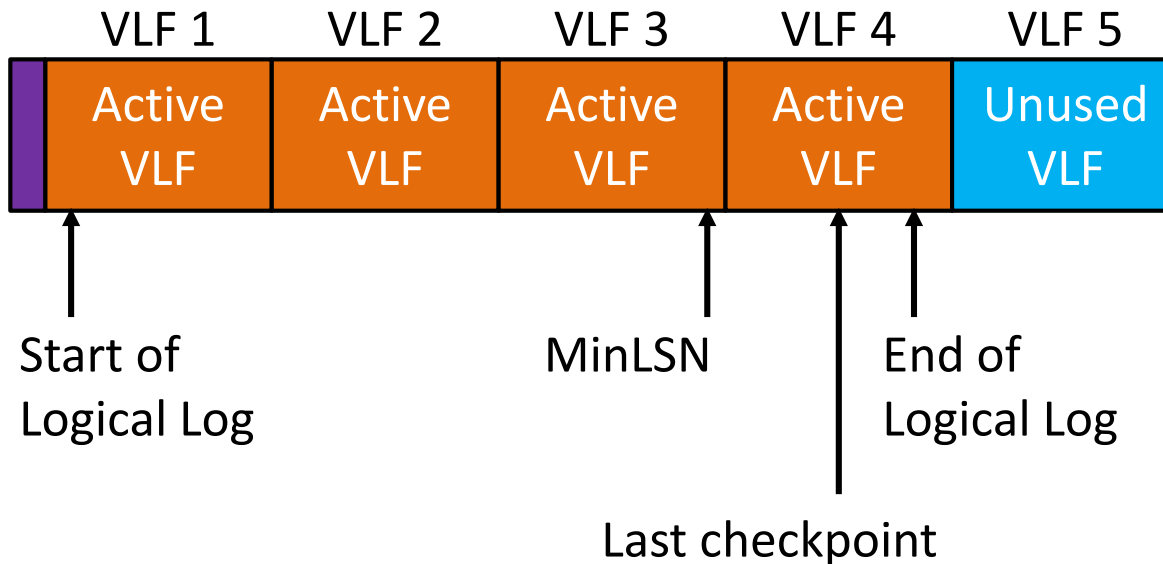 VLF 1 VLF 2 VLF 3 VLF 4 VLF 5
Active Active Active Active Unused
VLF VLF VLF VLF VLF
Start of MinLSN End of
Logical Log Logical Log
Last checkpoint